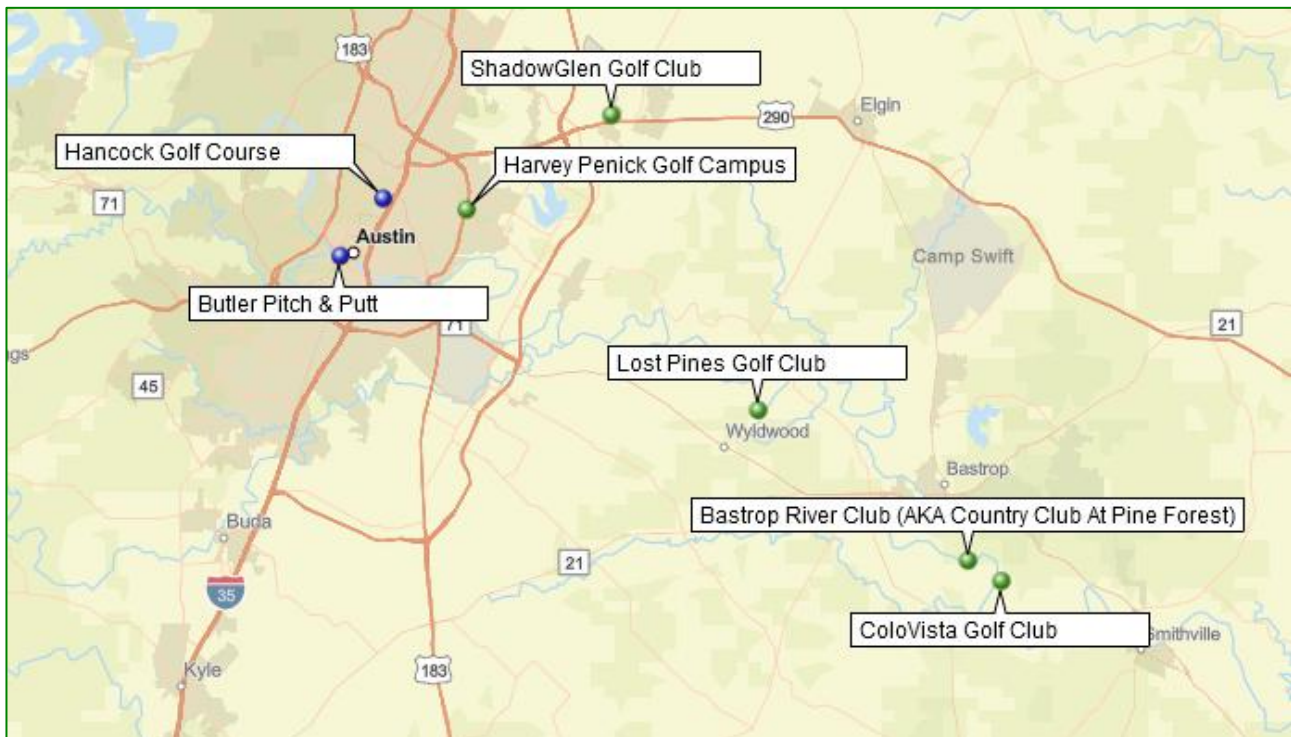 183
ShadowGlen Golf Club
290
Elgin
Hancock Golf Course
Harvey Penick Golf Campus
71
Austin
Camp Swift
Butler Pitch & Putt
71
21
gs
45
Lost Pines Golf Club
Wyldwood
Bastrop
Bastrop River Club (AKA Country Club At Pine Forest)
Buda
21
35
ColoVista Golf Club
Smithville
Kyle
183